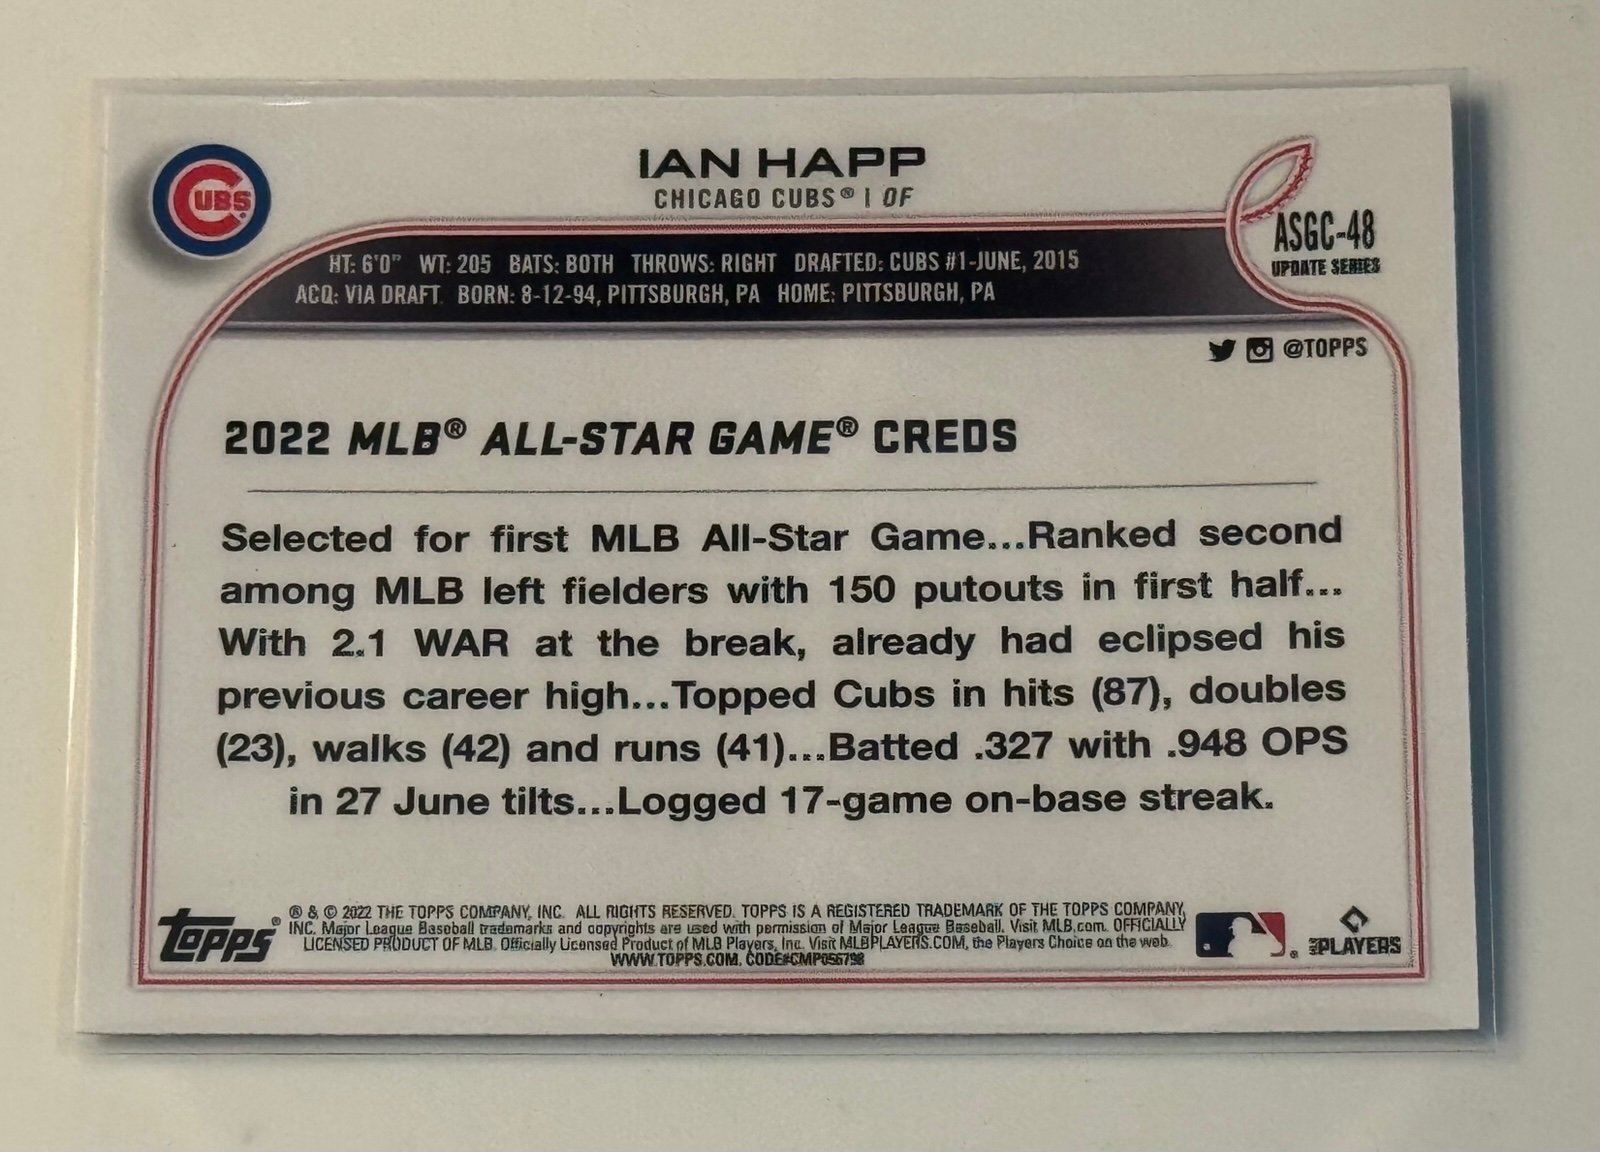 IAN HAPP
CHICAGO CUBS® | OF
CUBS®
ASGC-48
UPDATE SERIES
HT: 6'0" WT: 205 BATS: BOTH THROWS: RIGHT DRAFTED: CUBS #1-JUNE, 2015
ACQ: VIA DRAFT BORN: 8-12-94, PITTSBURGH, PA HOME: PITTSBURGH, PA
@TOPPS
2022 MLB® ALL-STAR GAME® CREDS
Selected for first MLB All-Star Game...Ranked second
among MLB left fielders with 150 putouts in first half...
With 2.1 WAR at the break, already had eclipsed his
previous career high...Topped Cubs in hits (87), doubles
(23), walks (42) and runs (41)...Batted .327 with .948 OPS
in 27 June tilts...Logged 17-game on-base streak.
TOPPS®
® & © 2022 THE TOPPS COMPANY, INC. ALL RIGHTS RESERVED. TOPPS IS A REGISTERED TRADEMARK OF THE TOPPS COMPANY,
INC. Major League Baseball trademarks and copyrights are used with permission of Major League Baseball. Visit MLB.com. OFFICIALLY
LICENSED PRODUCT OF MLB. Officially Licensed Product of MLB Players, Inc. Visit MLBPLAYERS.COM, the Players Choice on the web.
WWW.TOPPS.COM. CODE#CMP056798
MLB PLAYERS